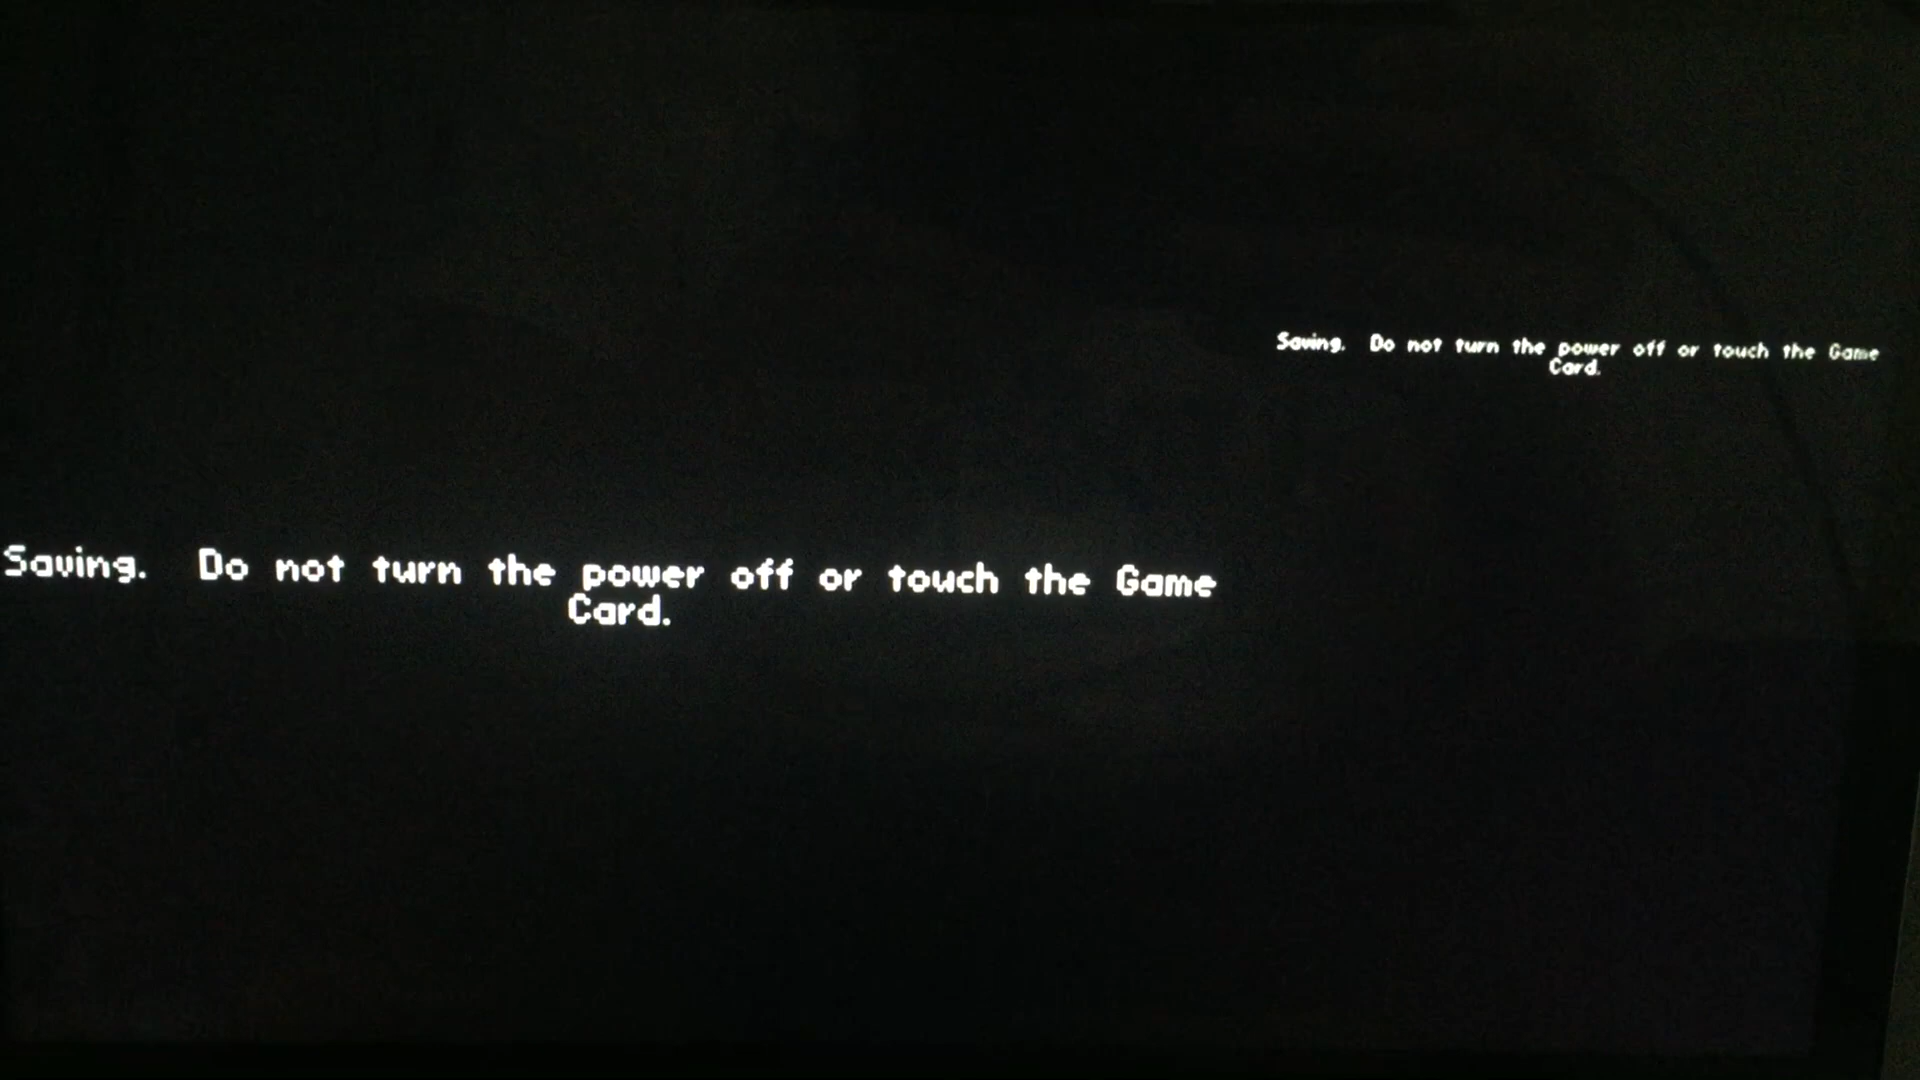 Saving.  Do not turn the power off or touch the Game
Card.
Saving.  Do not turn the power off or touch the Game
Card.